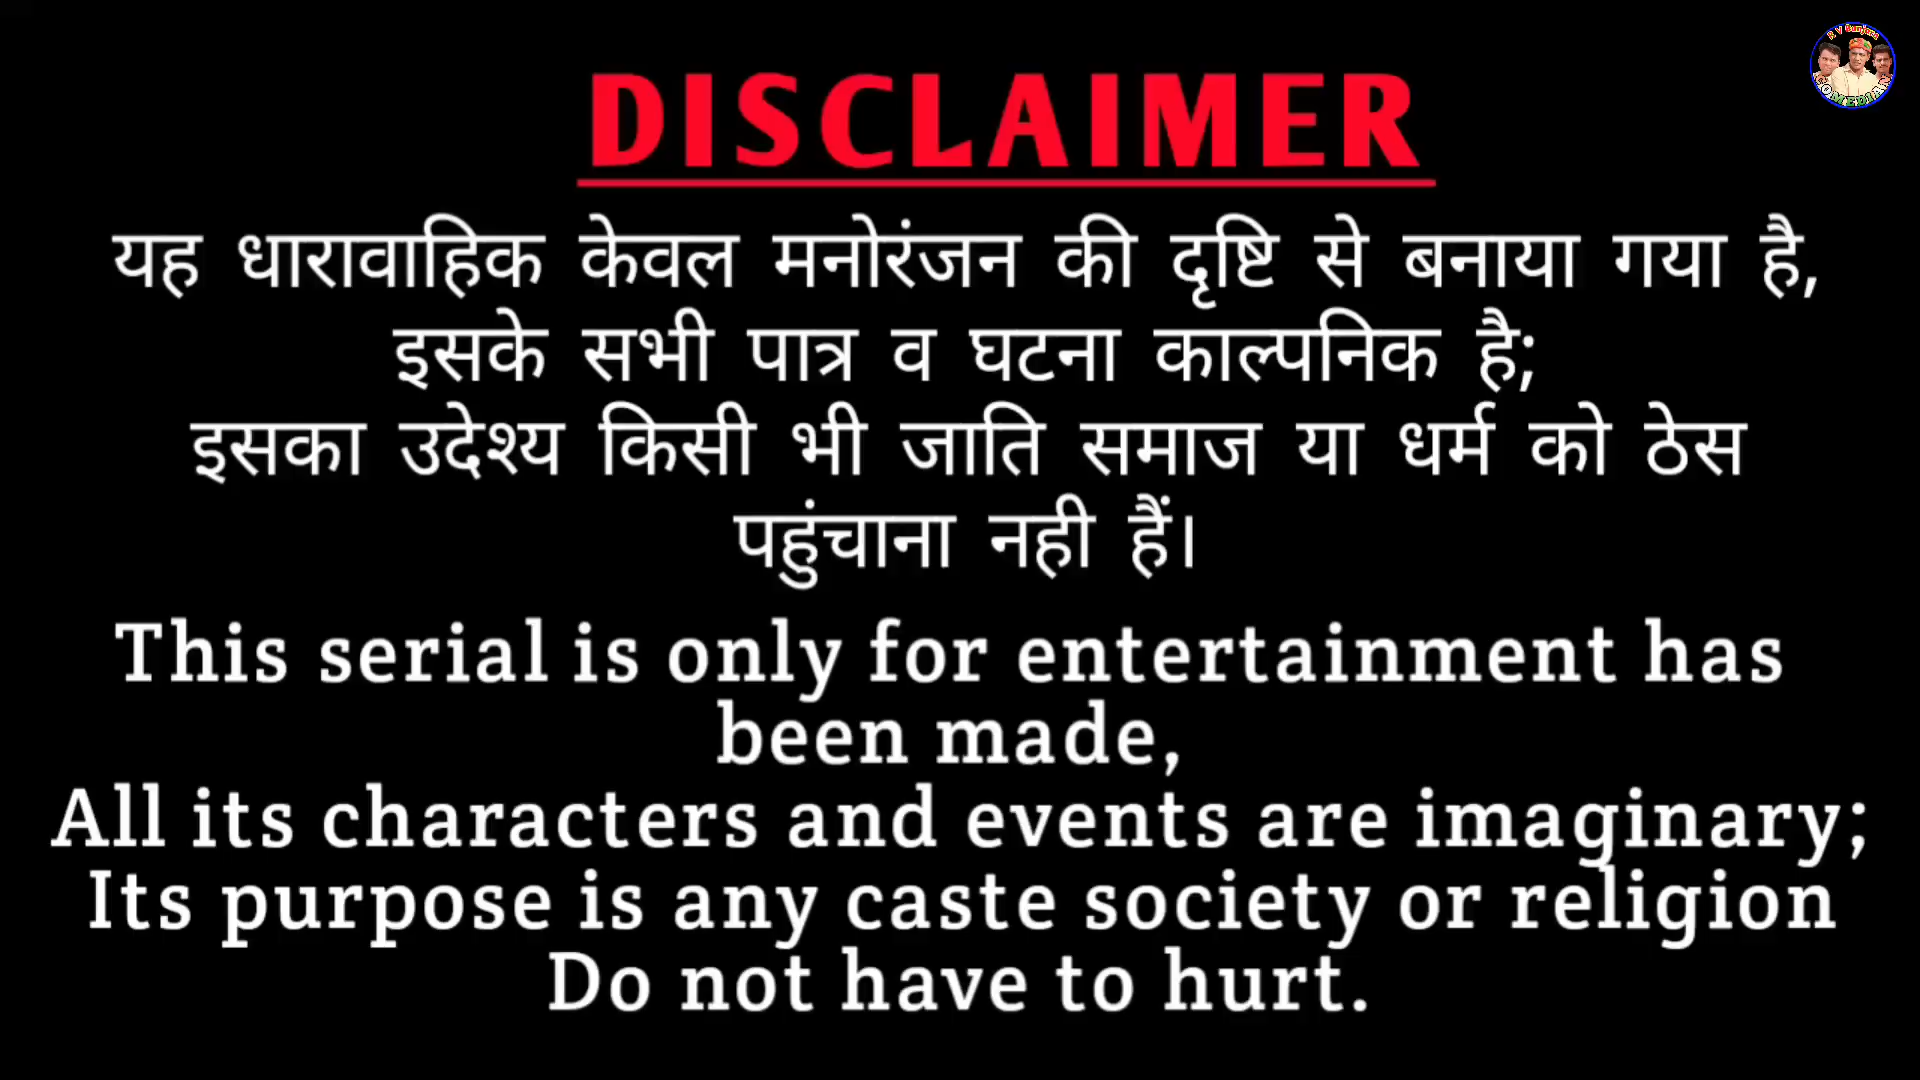 R V Gunjara
COMEDIAN
DISCLAIMER
यह धारावाहिक केवल मनोरंजन की दृष्टि से बनाया गया है,
इसके सभी पात्र व घटना काल्पनिक है;
इसका उदेश्य किसी भी जाति समाज या धर्म को ठेस
पहुंचाना नही हैं।
This serial is only for entertainment has
been made,
All its characters and events are imaginary;
Its purpose is any caste society or religion
Do not have to hurt.